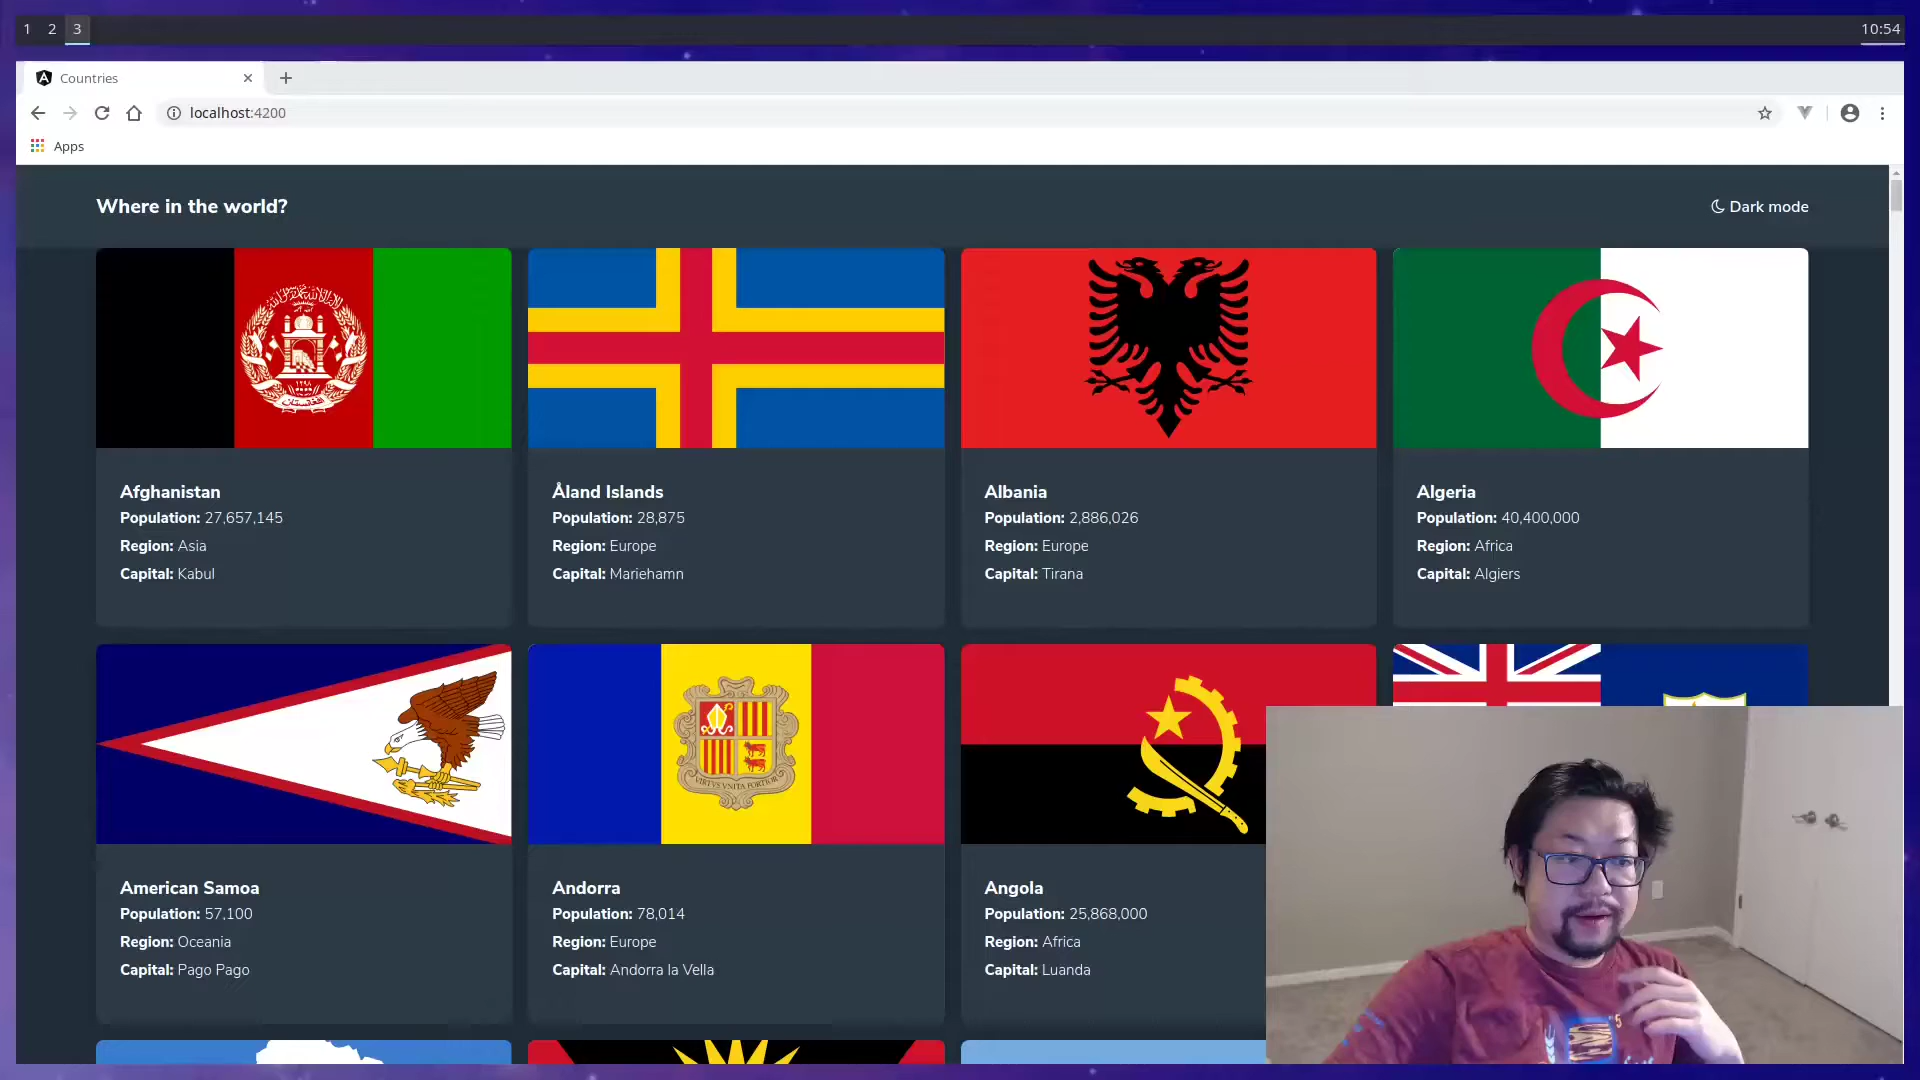 1 2 3
10:54
Countries
localhost:4200
Apps
Where in the world?
Dark mode
Afghanistan
Population: 27,657,145
Region: Asia
Capital: Kabul
Åland Islands
Population: 28,875
Region: Europe
Capital: Mariehamn
Albania
Population: 2,886,026
Region: Europe
Capital: Tirana
Algeria
Population: 40,400,000
Region: Africa
Capital: Algiers
American Samoa
Population: 57,100
Region: Oceania
Capital: Pago Pago
Andorra
Population: 78,014
Region: Europe
Capital: Andorra la Vella
Angola
Population: 25,868,000
Region: Africa
Capital: Luanda